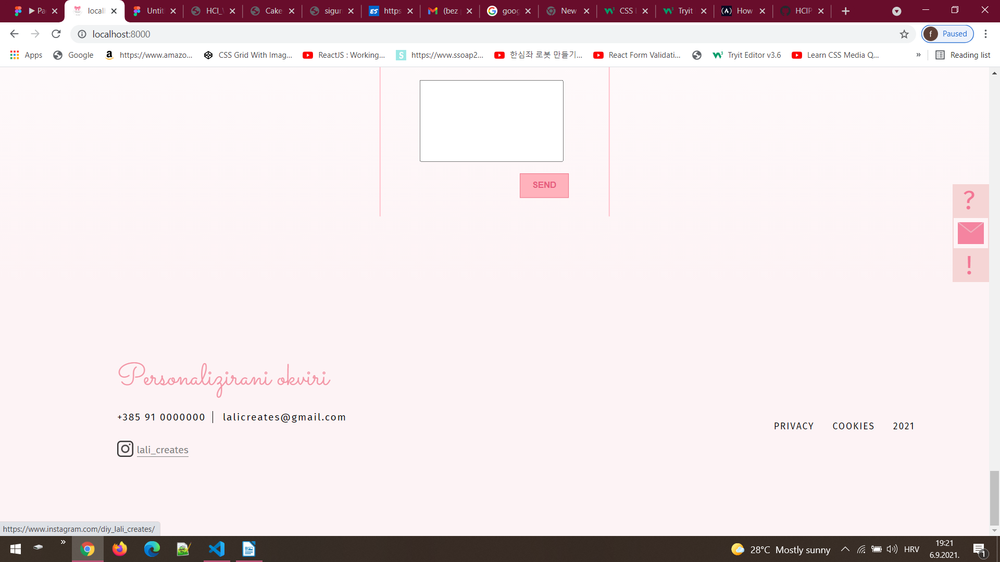 Pa
locall
Untit
HCI_
Cake
sigur
https
(bez
goog
New
CSS
Tryit
How
HCIP
localhost:8000
f Paused
Apps
Google
https://www.amazo...
CSS Grid With Imag...
ReactJS : Working...
https://www.ssoap2...
한심좌 로봇 만들기...
React Form Validati...
Tryit Editor v3.6
Learn CSS Media Q...
»
Reading list
SEND
?
!
Personalizirani okviri
+385 91 0000000
lalicreates@gmail.com
PRIVACY COOKIES 2021
lali_creates
https://www.instagram.com/diy_lali_creates/
»
28°C Mostly sunny
HRV
19:21
6.9.2021.
1